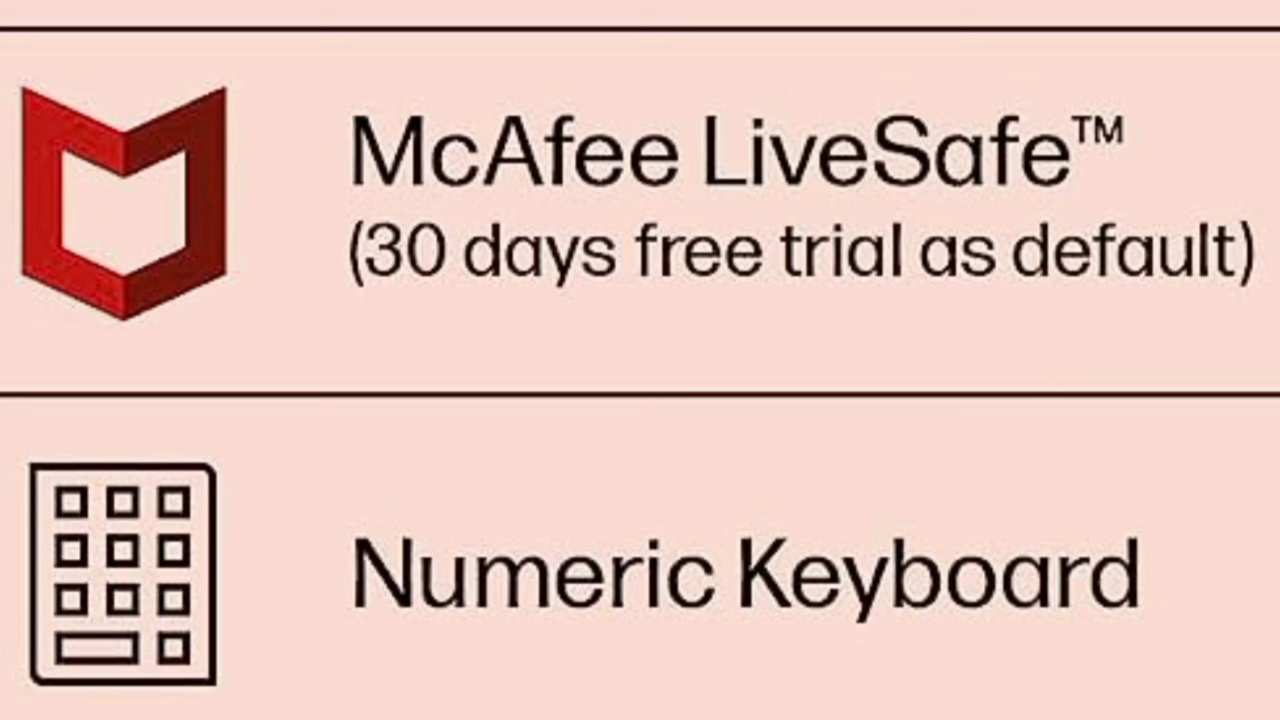 McAfee LiveSafe™
(30 days free trial as default)
Numeric Keyboard